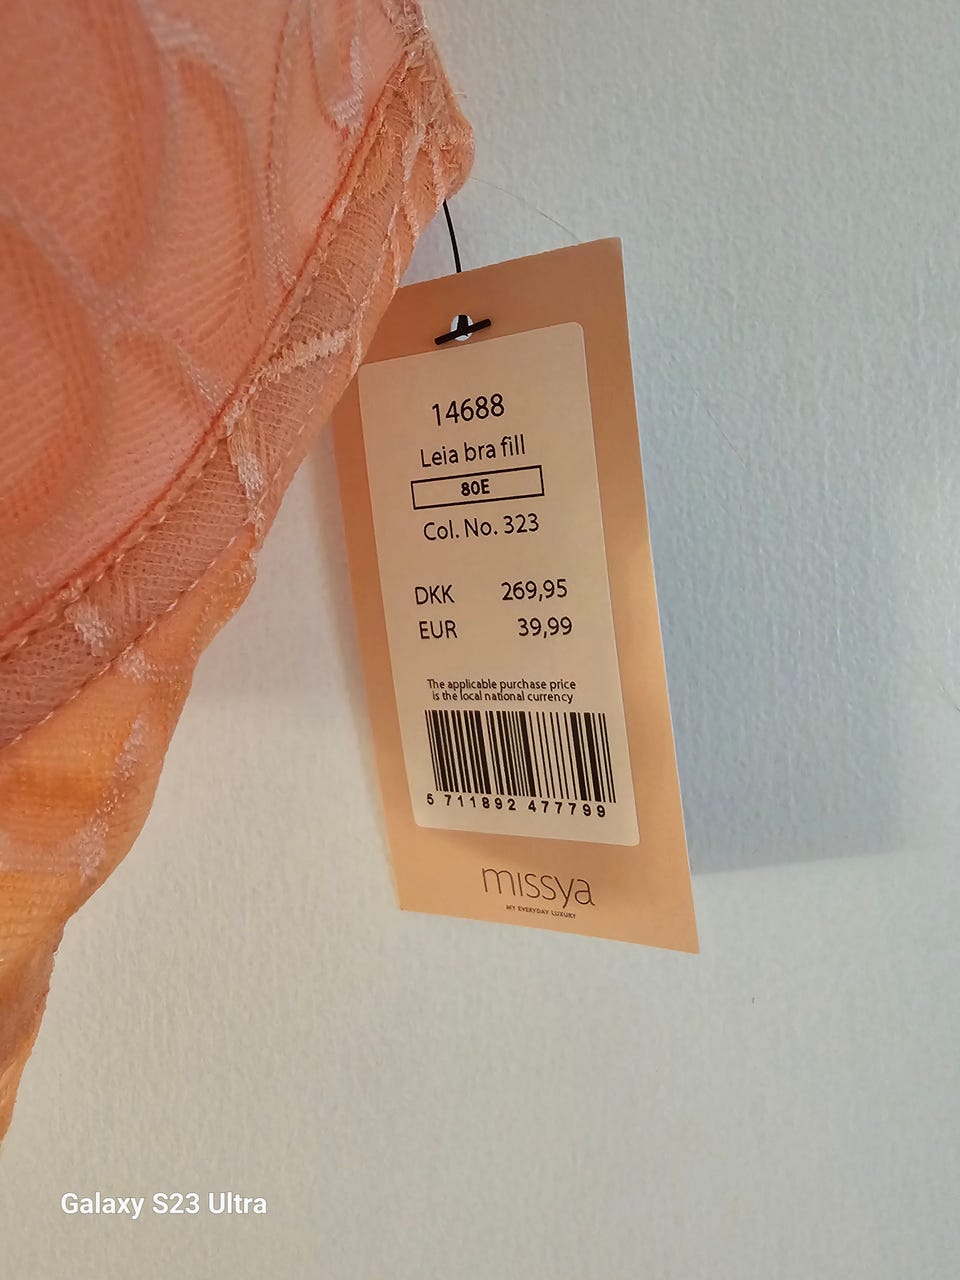 14688
Leia bra fill
80E
Col. No. 323
DKK 269,95
EUR 39,99
The applicable purchase price
is the local national currency
5 711892 477799
missya
MY EVERYDAY LUXURY
Galaxy S23 Ultra